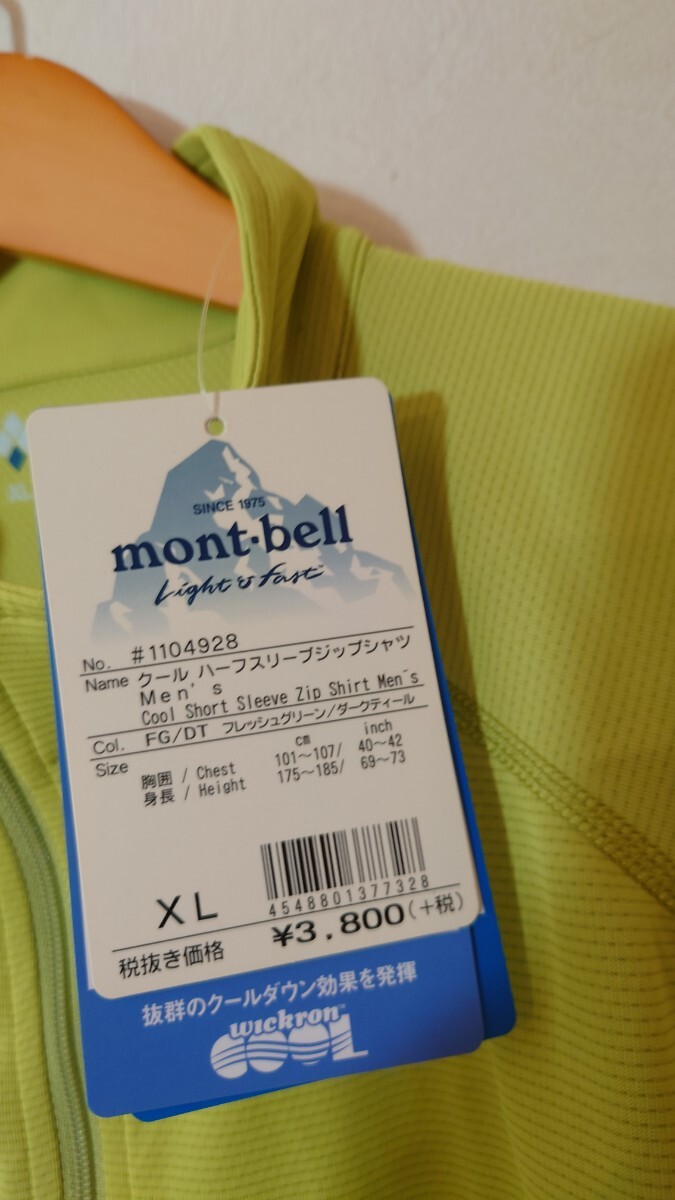 SINCE 1975
mont·bell
Light & Fast
No. #1104928
Name クール ハーフスリーブジップシャツ
Men's
Cool Short Sleeve Zip Shirt Men's
Col. FG/DT フレッシュグリーン/ダークティール
Size cm inch
胸囲 / Chest 101～107/ 40～42
身長 / Height 175～185/ 69～73
XL
4548801377328
税抜き価格 ¥3,800(+税)
抜群のクールダウン効果を発揮
wickron™
COOL